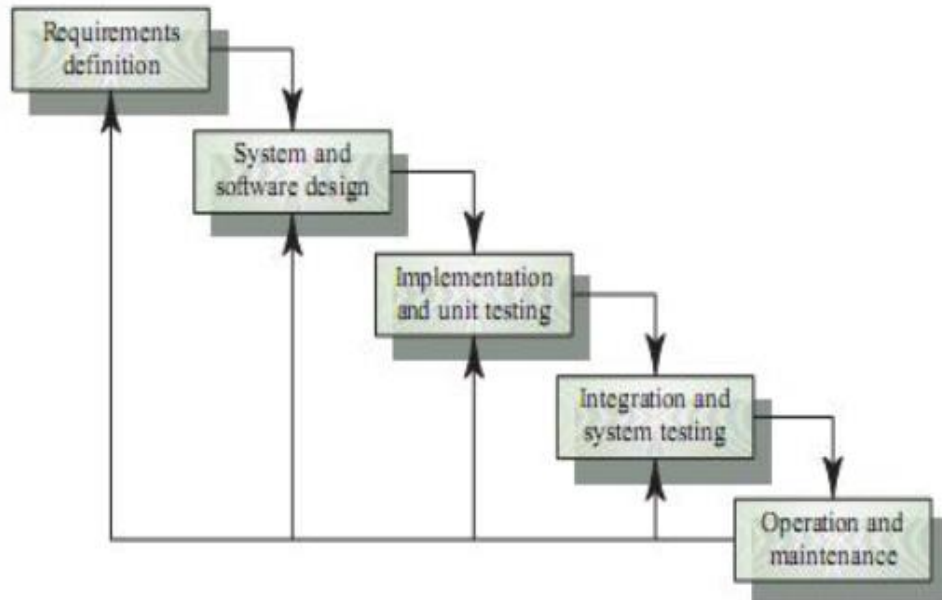 Requirements
definition
System and
software design
Implementation
and unit testing
Integration and
system testing
Operation and
maintenance